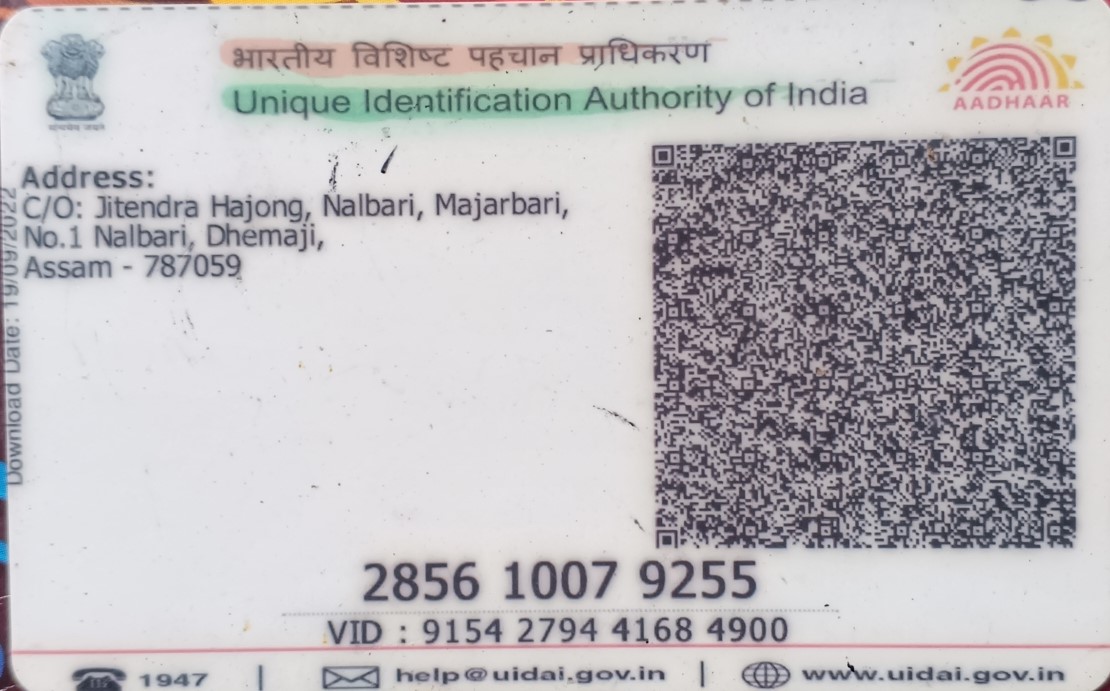 भारतीय विशिष्ट पहचान प्राधिकरण
Unique Identification Authority of India
AADHAAR
Address:
C/O: Jitendra Hajong, Nalbari, Majarbari,
No.1 Nalbari, Dhemaji,
Assam - 787059
Download Date: 19/09/2022
2856 1007 9255
VID : 9154 2794 4168 4900
1947 | help@uidai.gov.in | www.uidai.gov.in